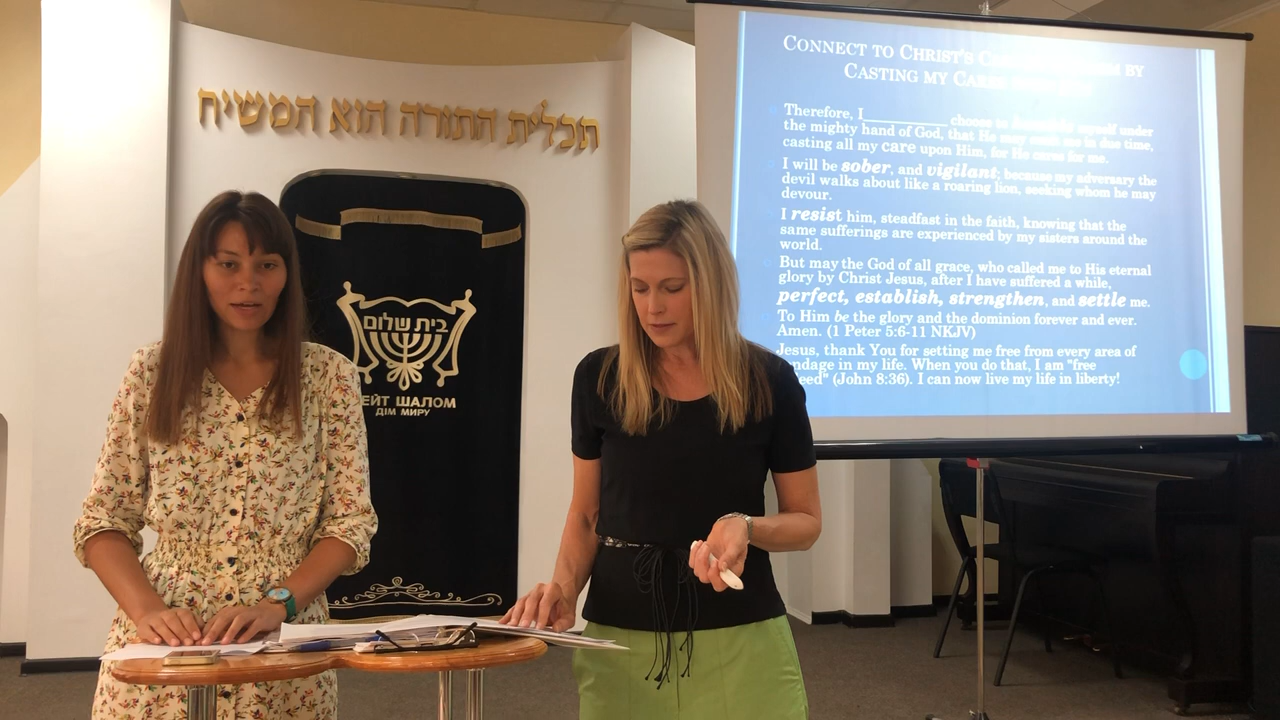 תכלית התורה הוא המשיח
בית שלום
ЕЙТ ШАЛОМ
ДІМ МИРУ
CONNECT TO CHRIST'S BY
CASTING MY CARES
Therefore, I__________ choose to myself under
the mighty hand of God, that He may me in due time,
casting all my care upon Him, for He cares for me.
I will be sober, and vigilant; because my adversary the
devil walks about like a roaring lion, seeking whom he may
devour.
I resist him, steadfast in the faith, knowing that the
same sufferings are experienced by my sisters around the
world.
But may the God of all grace, who called me to His eternal
glory by Christ Jesus, after I have suffered a while,
perfect, establish, strengthen, and settle me.
To Him be the glory and the dominion forever and ever.
Amen. (1 Peter 5:6-11 NKJV)
Jesus, thank You for setting me free from every area of
ndage in my life. When you do that, I am "free
eed" (John 8:36). I can now live my life in liberty!